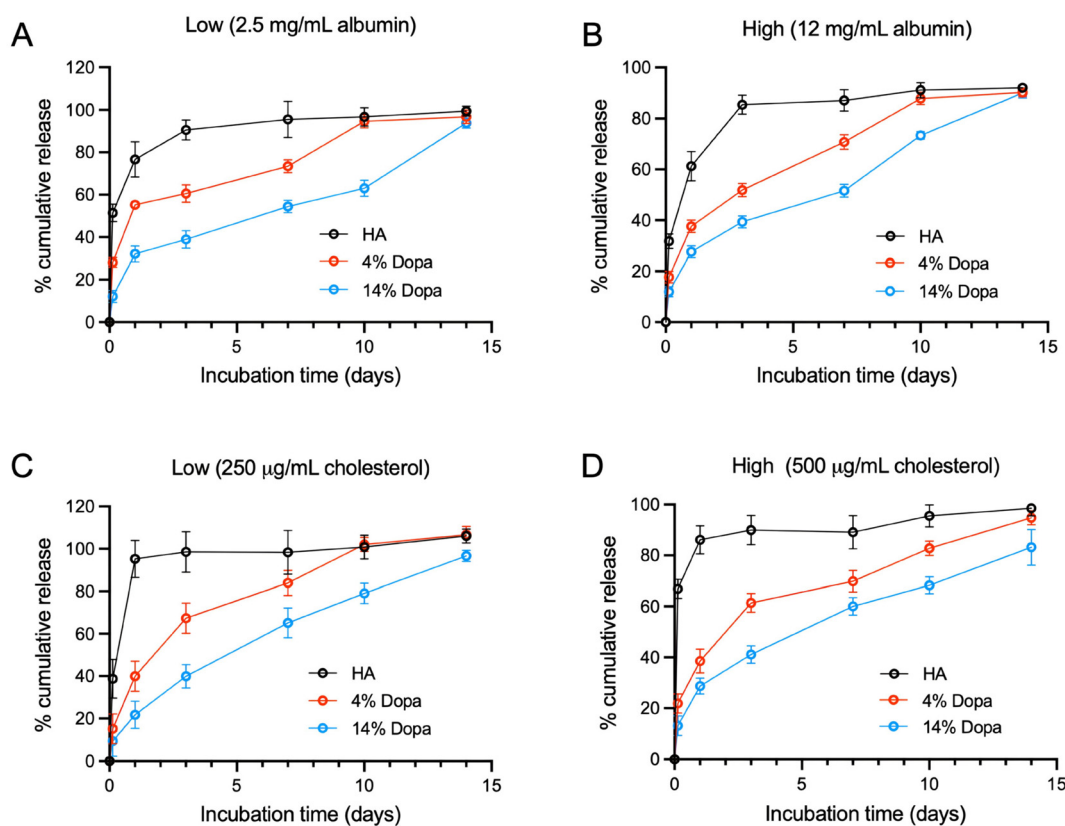 A
Low (2.5 mg/mL albumin)
% cumulative release
120
100
80
60
40
20
0
0
5
10
15
HA
4% Dopa
14% Dopa
Incubation time (days)
B
High (12 mg/mL albumin)
% cumulative release
100
80
60
40
20
0
0
5
10
15
HA
4% Dopa
14% Dopa
Incubation time (days)
C
Low (250 μg/mL cholesterol)
% cumulative release
120
100
80
60
40
20
0
0
5
10
15
HA
4% Dopa
14% Dopa
Incubation time (days)
D
High (500 μg/mL cholesterol)
% cumulative release
100
80
60
40
20
0
0
5
10
15
HA
4% Dopa
14% Dopa
Incubation time (days)